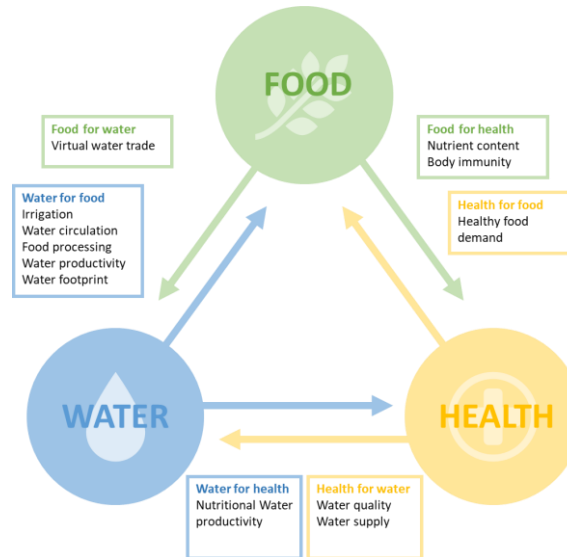 FOOD
Food for water
Virtual water trade
Food for health
Nutrient content
Body immunity
Water for food
Irrigation
Water circulation
Food processing
Water productivity
Water footprint
Health for food
Healthy food
demand
WATER
HEALTH
Water for health
Nutritional Water
productivity
Health for water
Water quality
Water supply